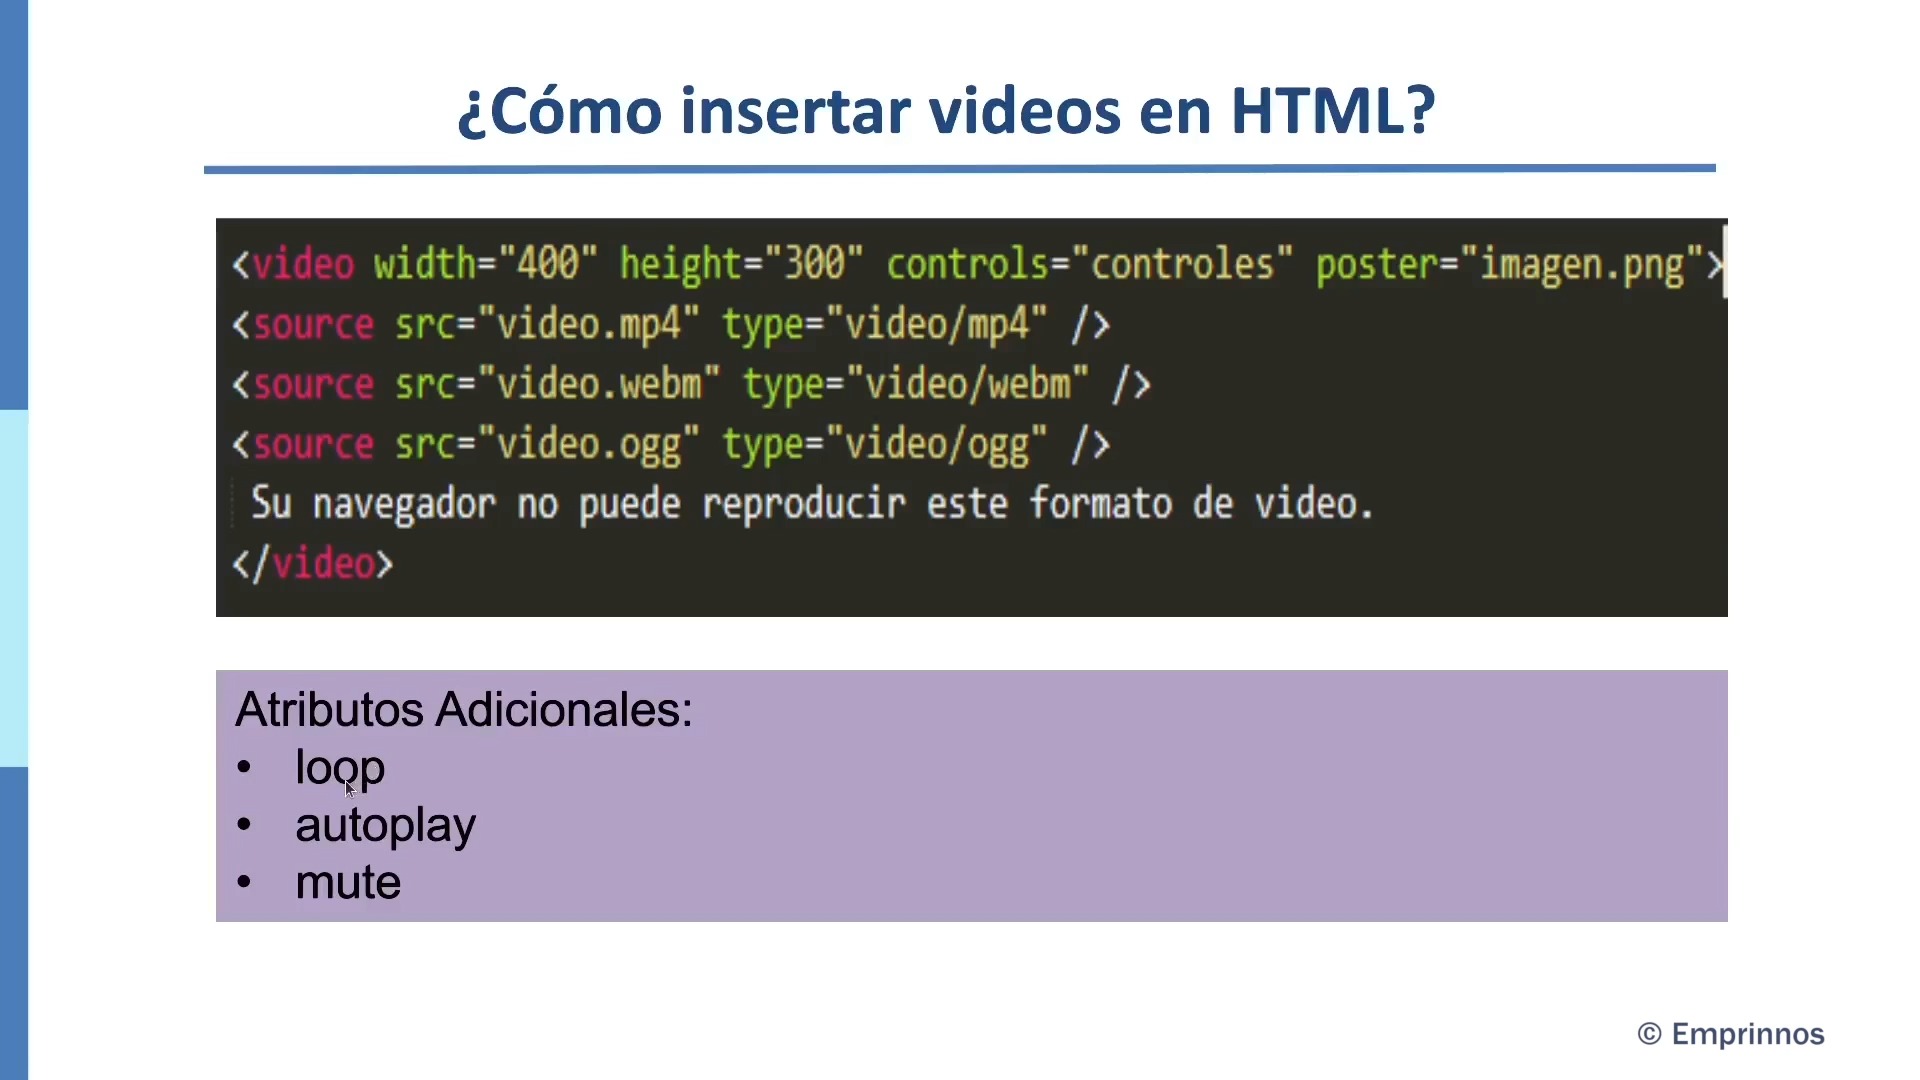 ¿Cómo insertar videos en HTML?
<video width="400" height="300" controls="controles" poster="imagen.png">
<source src="video.mp4" type="video/mp4" />
<source src="video.webm" type="video/webm" />
<source src="video.ogg" type="video/ogg" />
Su navegador no puede reproducir este formato de video.
</video>
Atributos Adicionales:
• loop
• autoplay
• mute
© Emprinnos